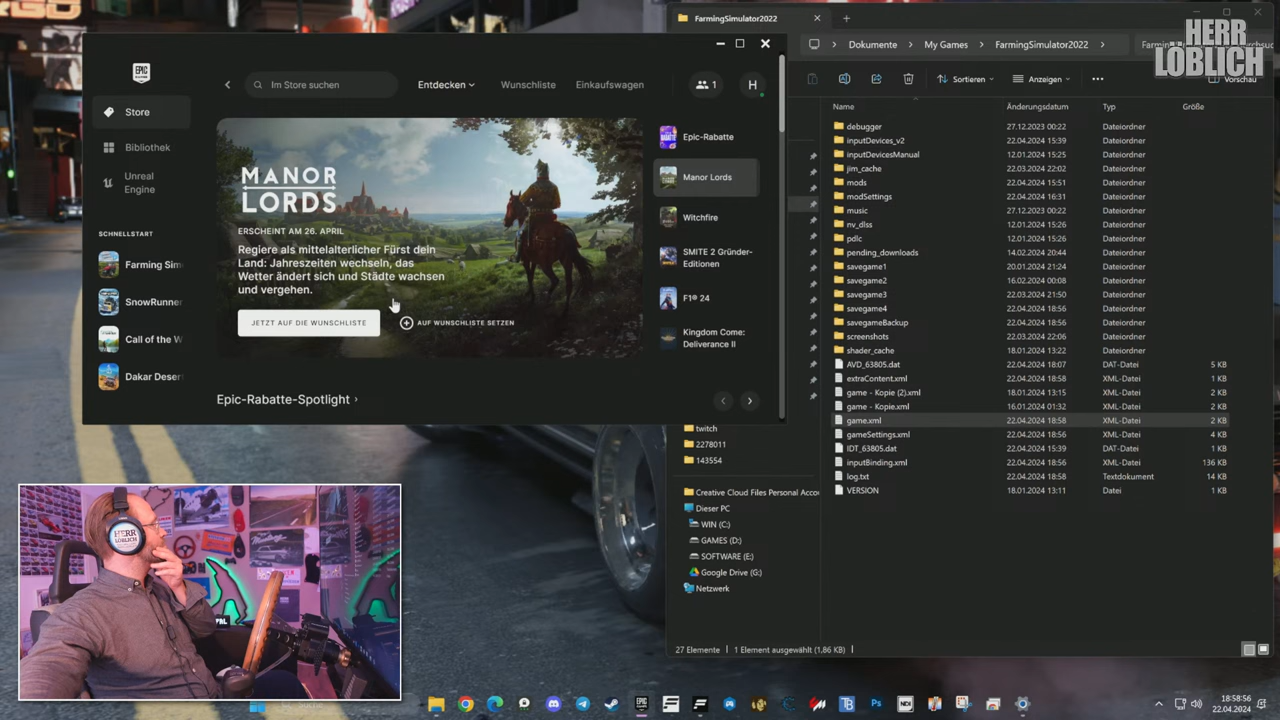 FarmingSimulator2022
HERR
LÖBLICH
Dokumente
My Games
FarmingSimulator2022
Sortieren
Anzeigen
Vorschau
EPIC
GAMES
Im Store suchen
Entdecken
Wunschliste
Einkaufswagen
1
H
Store
Bibliothek
Unreal
Engine
SCHNELLSTART
Farming Sim
SnowRunner
Call of the W
Dakar Deser
MANOR
LORDS
ERSCHEINT AM 26. APRIL
Regiere als mittelalterlicher Fürst dein
Land: Jahreszeiten wechseln, das
Wetter ändert sich und Städte wachsen
und vergehen.
JETZT AUF DIE WUNSCHLISTE
AUF WUNSCHLISTE SETZEN
Epic-Rabatte
Manor Lords
Witchfire
SMITE 2 Gründer-
Editionen
F1® 24
Kingdom Come:
Deliverance II
Epic-Rabatte-Spotlight
Name Änderungsdatum Typ Größe
debugger 27.12.2023 00:22 Dateiordner
inputDevices_v2 22.04.2024 15:39 Dateiordner
inputDevicesManual 12.01.2024 15:25 Dateiordner
jim_cache 22.03.2024 22:02 Dateiordner
mods 22.04.2024 15:51 Dateiordner
modSettings 22.04.2024 16:31 Dateiordner
music 27.12.2023 00:22 Dateiordner
nv_dlss 12.01.2024 15:26 Dateiordner
pdlc 12.01.2024 15:26 Dateiordner
pending_downloads 14.02.2024 20:44 Dateiordner
savegame1 20.01.2024 21:24 Dateiordner
savegame2 16.02.2024 00:08 Dateiordner
savegame3 22.03.2024 21:50 Dateiordner
savegame4 22.04.2024 18:56 Dateiordner
savegameBackup 22.04.2024 18:56 Dateiordner
screenshots 22.03.2024 22:06 Dateiordner
shader_cache 18.01.2024 13:22 Dateiordner
AVD_63805.dat 22.04.2024 18:07 DAT-Datei 5 KB
extraContent.xml 22.04.2024 18:58 XML-Datei 1 KB
game - Kopie (2).xml 18.01.2024 13:15 XML-Datei 2 KB
game - Kopie.xml 16.01.2024 01:32 XML-Datei 2 KB
game.xml 22.04.2024 18:58 XML-Datei 2 KB
gameSettings.xml 22.04.2024 18:56 XML-Datei 4 KB
IDT_63805.dat 22.04.2024 15:39 DAT-Datei 1 KB
inputBinding.xml 22.04.2024 18:56 XML-Datei 136 KB
log.txt 22.04.2024 18:58 Textdokument 14 KB
VERSION 18.01.2024 13:11 Datei 1 KB
twitch
2278011
143554
Creative Cloud Files Personal Accou
Dieser PC
WIN (C:)
GAMES (D:)
SOFTWARE (E:)
Google Drive (G:)
Netzwerk
27 Elemente
1 Element ausgewählt (1,86 KB)
HERR
LÖBLICH
Suche
18:58:56
22.04.2024